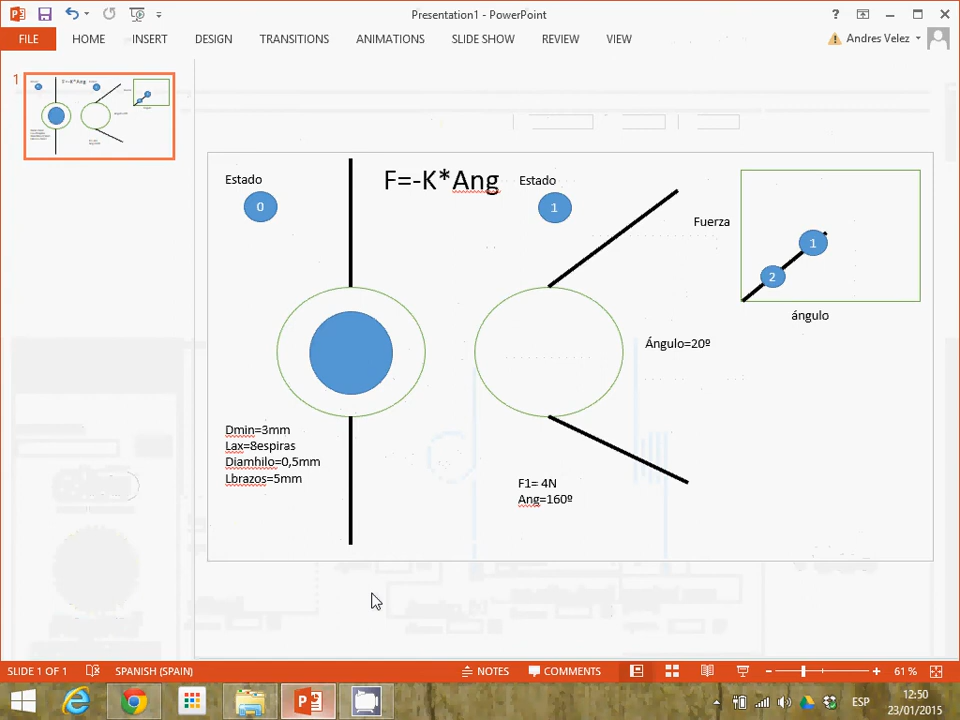 Presentation1 - PowerPoint
?
FILE
HOME
INSERT
DESIGN
TRANSITIONS
ANIMATIONS
SLIDE SHOW
REVIEW
VIEW
Andres Velez
1
Estado
0
F=-K*Ang
Estado
1
Fuerza
1
2
ángulo
Ángulo=20º
Dmin=3mm
Lax=8espiras
Diamhilo=0,5mm
Lbrazos=5mm
F1= 4N
Ang=160º
SLIDE 1 OF 1
SPANISH (SPAIN)
NOTES
COMMENTS
61 %
ESP
12:50
23/01/2015